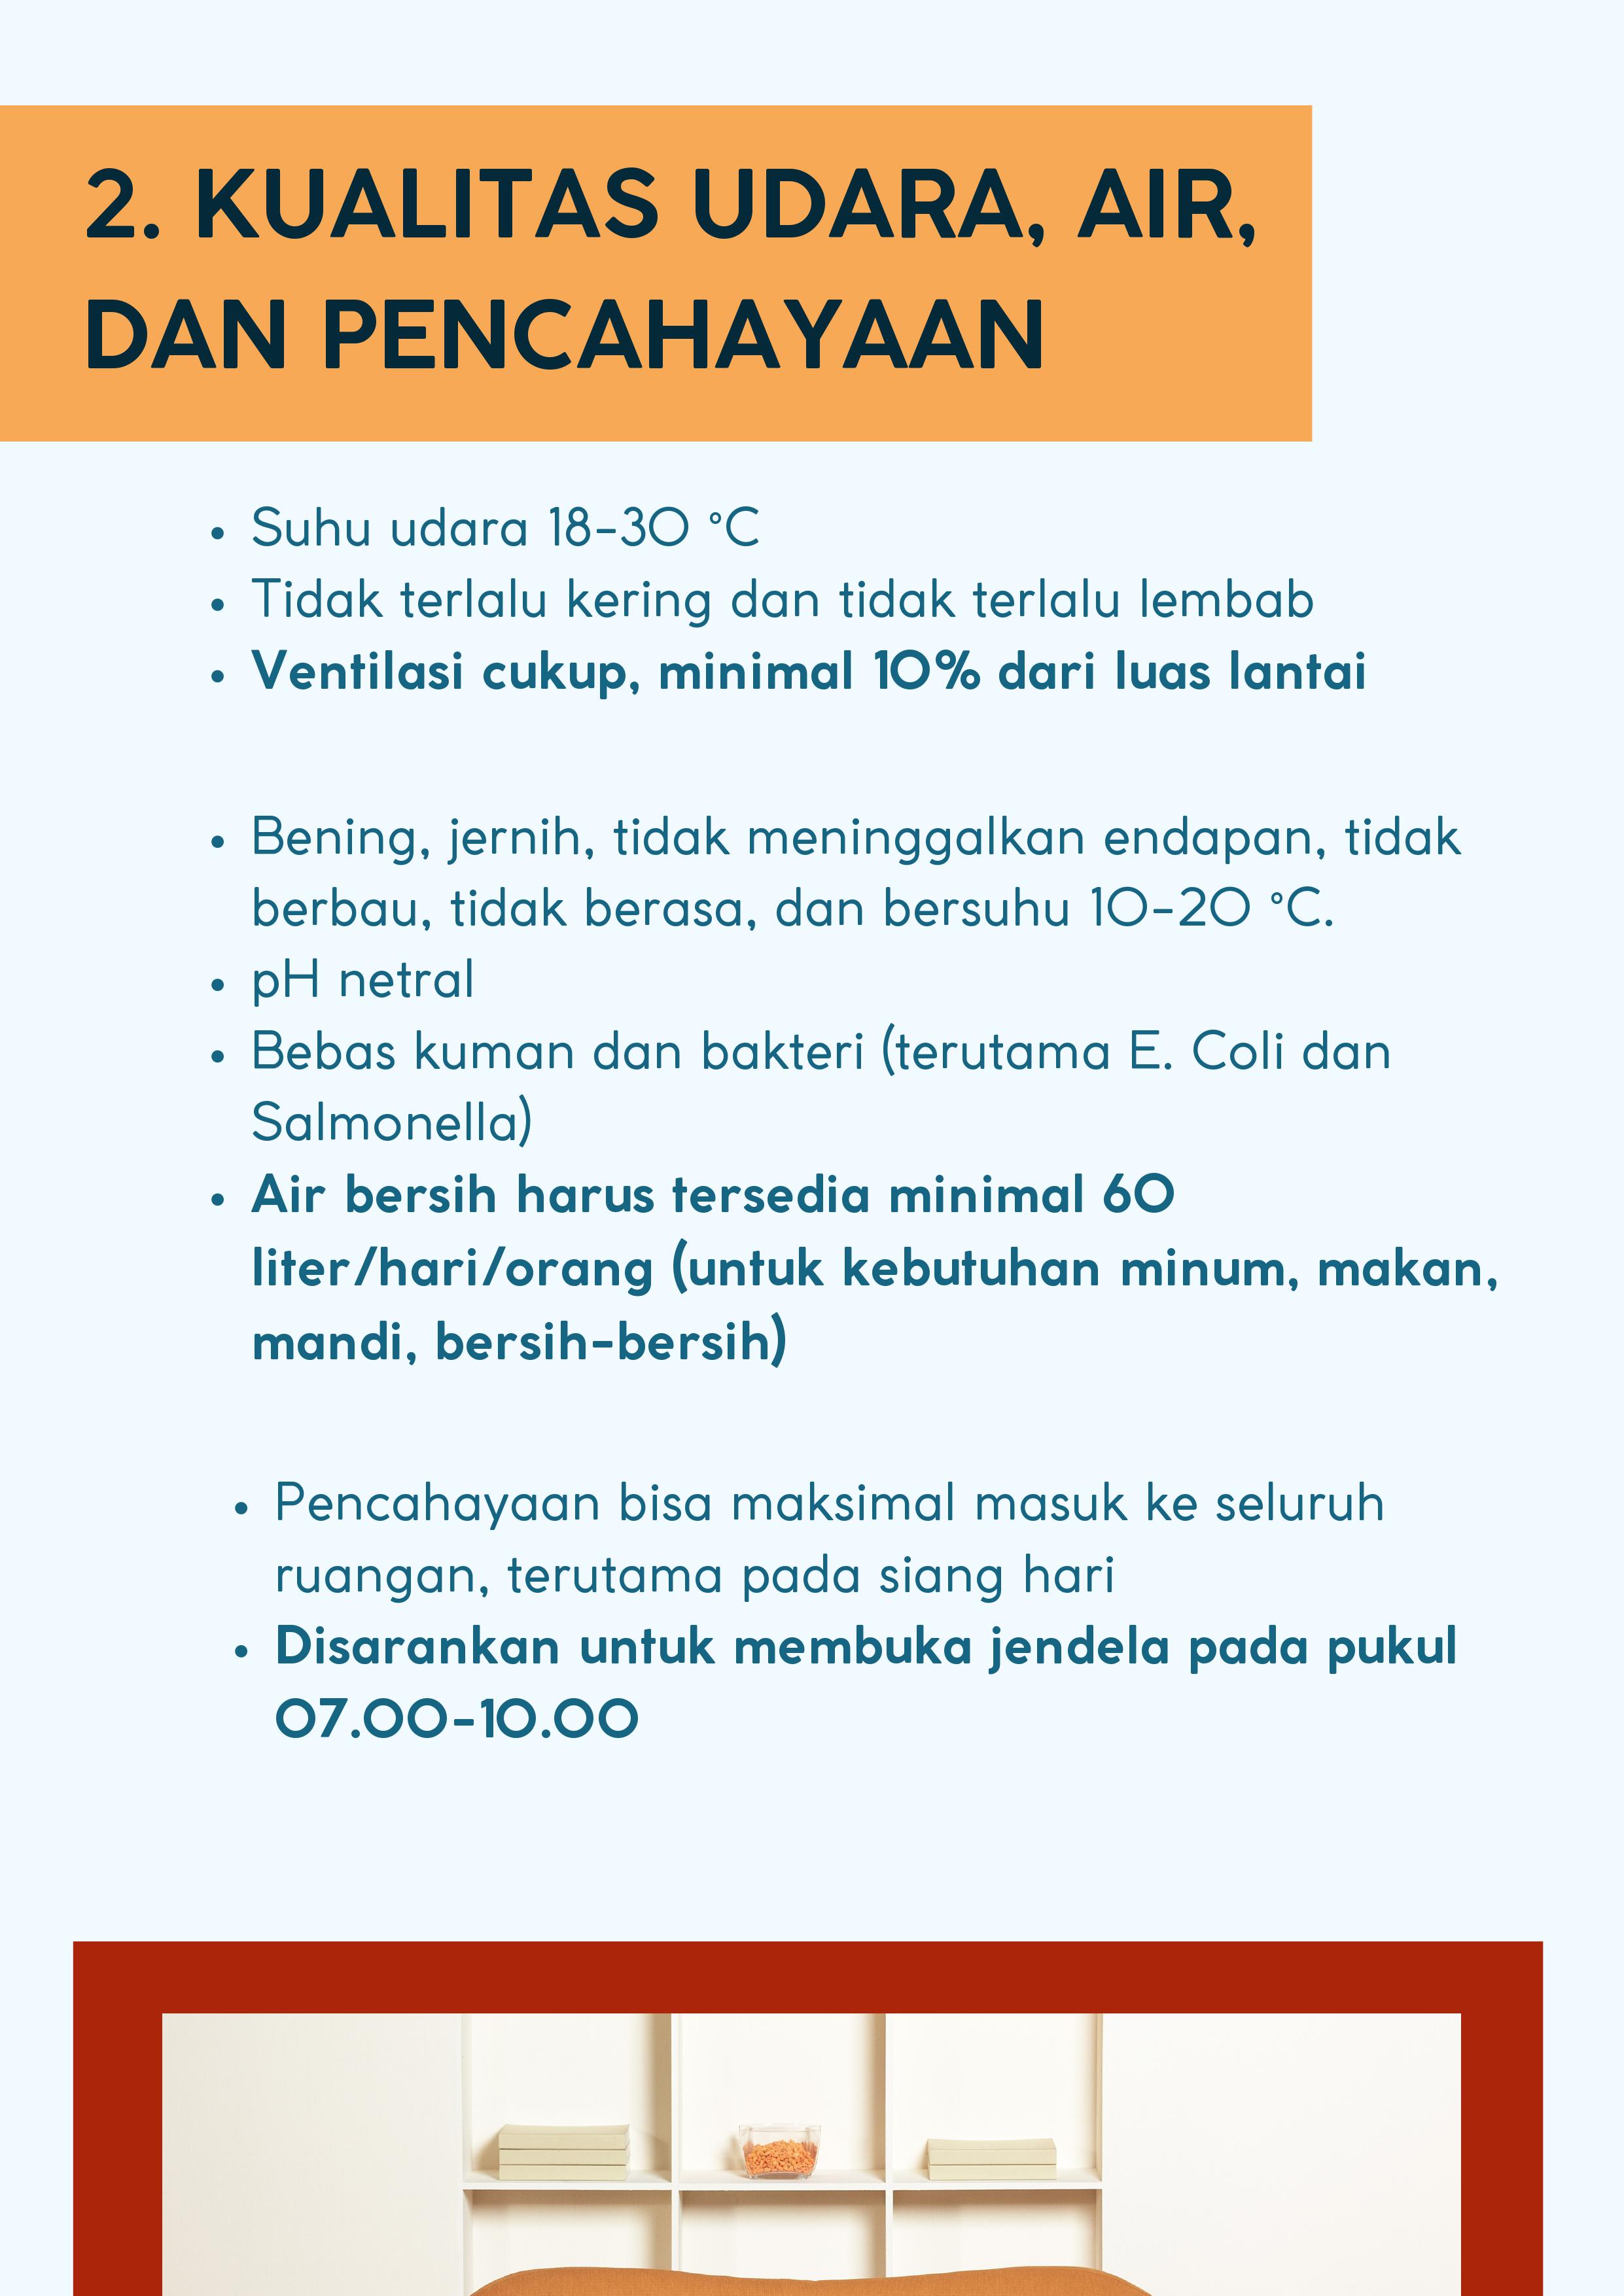 2. KUALITAS UDARA, AIR,
DAN PENCAHAYAAN
• Suhu udara 18-30 °C
• Tidak terlalu kering dan tidak terlalu lembab
• Ventilasi cukup, minimal 10% dari luas lantai
• Bening, jernih, tidak meninggalkan endapan, tidak
berbau, tidak berasa, dan bersuhu 10-20 °C.
• pH netral
• Bebas kuman dan bakteri (terutama E. Coli dan
Salmonella)
• Air bersih harus tersedia minimal 60
liter/hari/orang (untuk kebutuhan minum, makan,
mandi, bersih-bersih)
• Pencahayaan bisa maksimal masuk ke seluruh
ruangan, terutama pada siang hari
• Disarankan untuk membuka jendela pada pukul
07.00-10.00